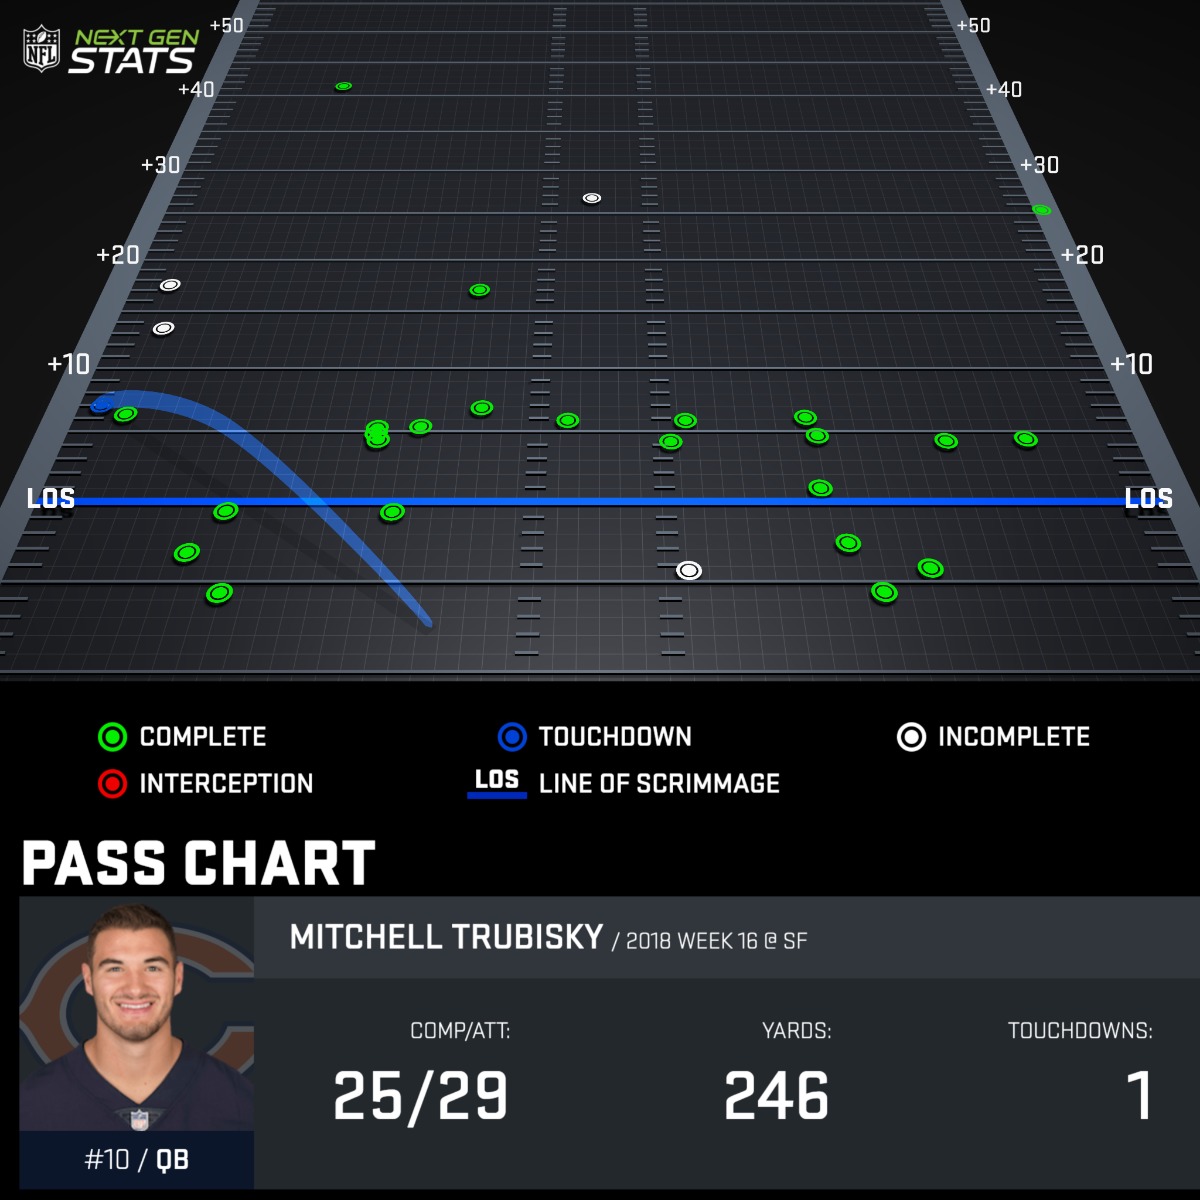 NFL
NEXT GEN
STATS
+50 +50
+40 +40
+30 +30
+20 +20
+10 +10
LOS LOS
COMPLETE TOUCHDOWN INCOMPLETE
INTERCEPTION LOS LINE OF SCRIMMAGE
PASS CHART
MITCHELL TRUBISKY / 2018 WEEK 16 @ SF
COMP/ATT: YARDS: TOUCHDOWNS:
25/29 246 1
#10 / QB